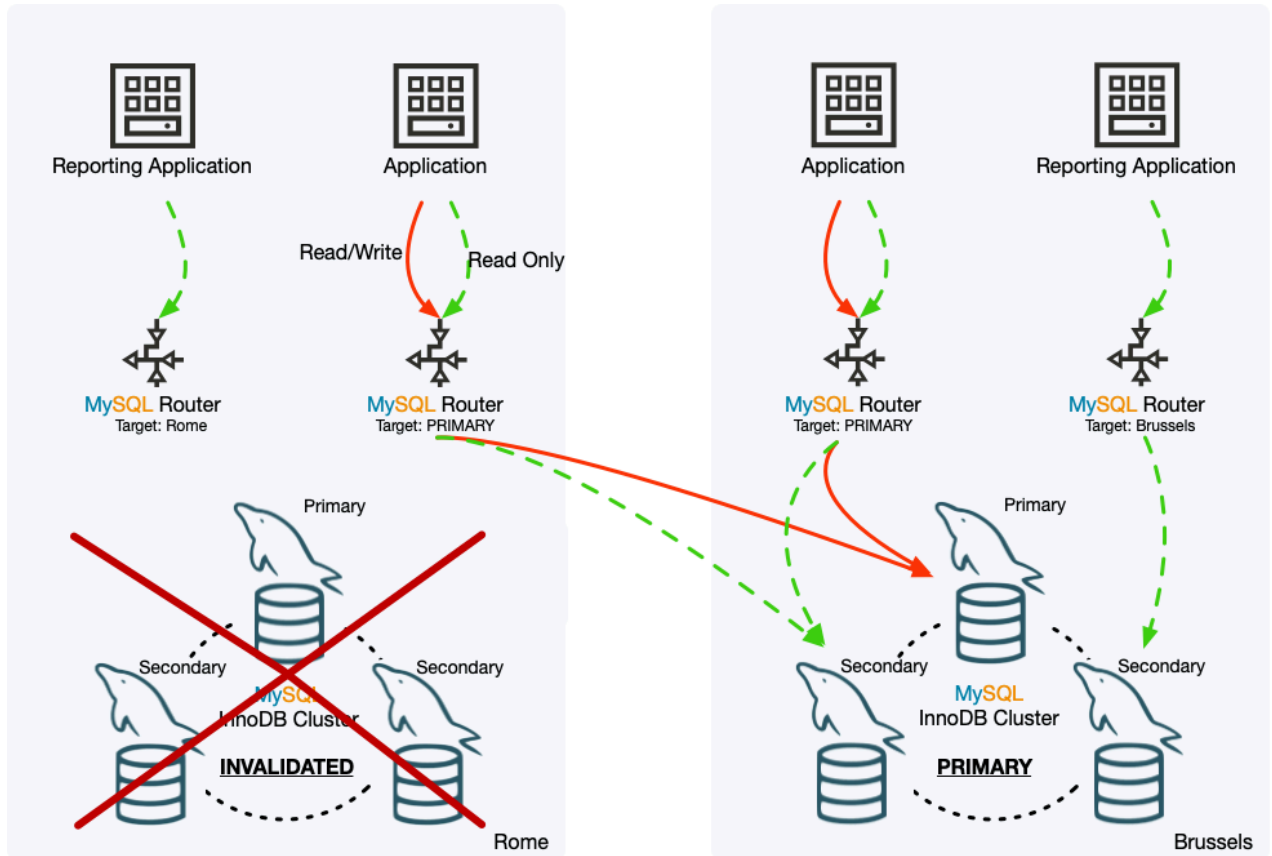 Reporting Application
Application
Read/Write
Read Only
MySQL Router
Target: Rome
MySQL Router
Target: PRIMARY
Primary
Secondary
Secondary
MySQL
InnoDB Cluster
INVALIDATED
Rome
Application
Reporting Application
MySQL Router
Target: PRIMARY
MySQL Router
Target: Brussels
Primary
Secondary
Secondary
MySQL
InnoDB Cluster
PRIMARY
Brussels